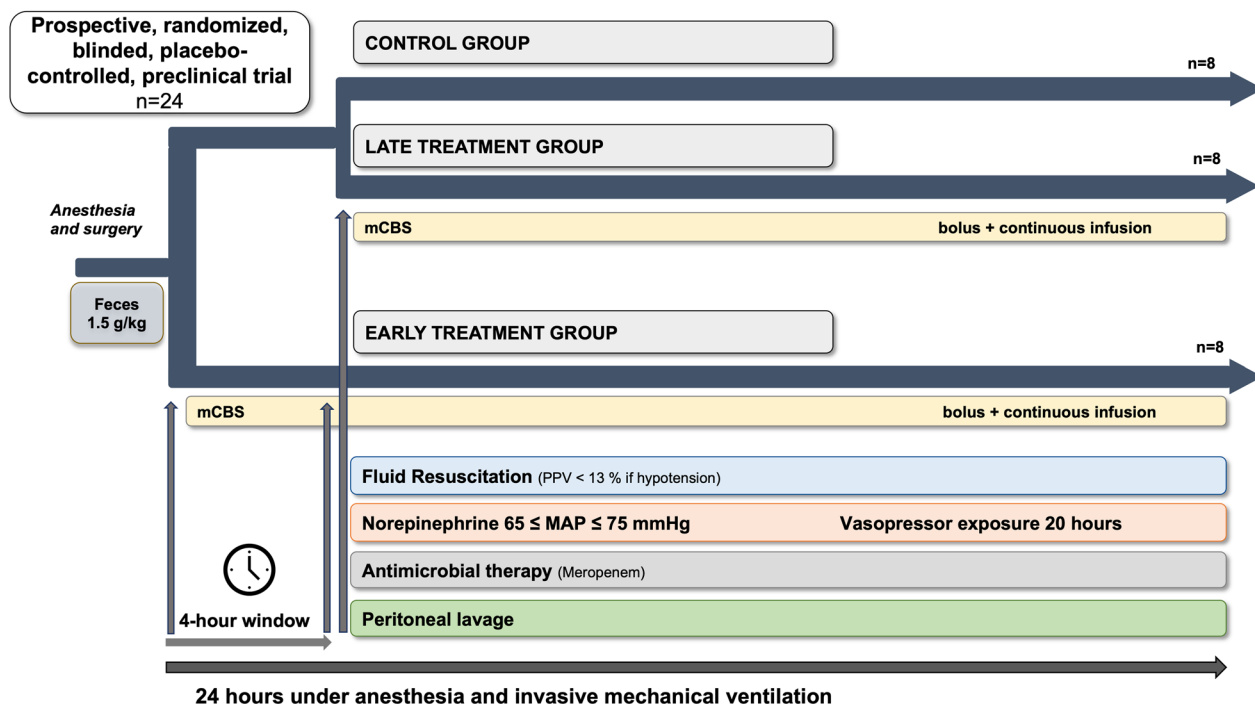 Prospective, randomized,
blinded, placebo-
controlled, preclinical trial
n=24
CONTROL GROUP
n=8
LATE TREATMENT GROUP
n=8
Anesthesia
and surgery
mCBS bolus + continuous infusion
Feces
1.5 g/kg
EARLY TREATMENT GROUP
n=8
mCBS bolus + continuous infusion
Fluid Resuscitation (PPV < 13 % if hypotension)
Norepinephrine 65 ≤ MAP ≤ 75 mmHg Vasopressor exposure 20 hours
Antimicrobial therapy (Meropenem)
4-hour window
Peritoneal lavage
24 hours under anesthesia and invasive mechanical ventilation